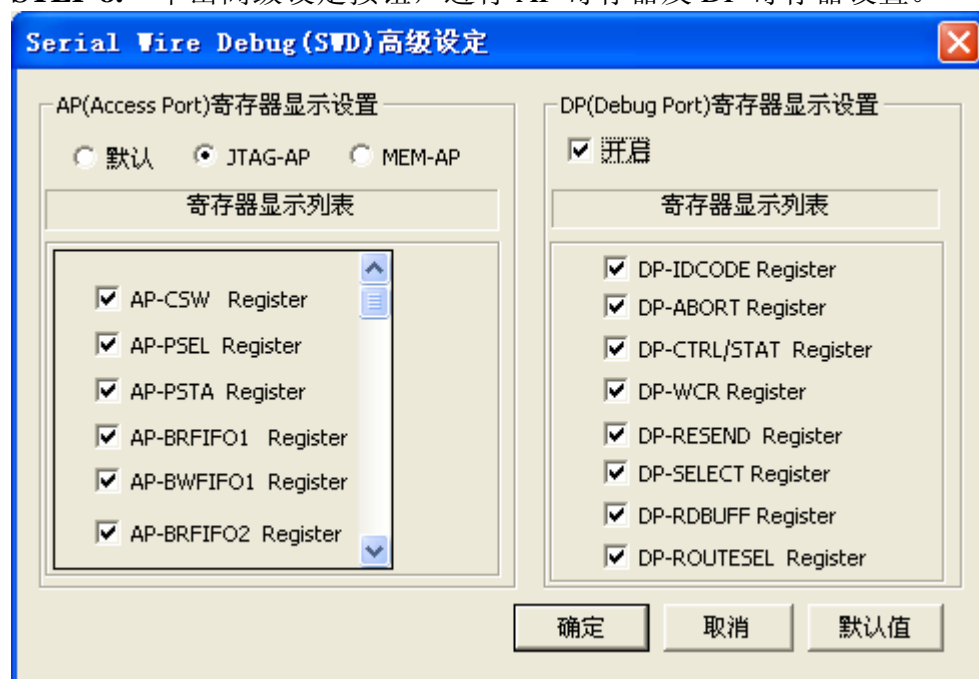 Serial Wire Debug(SWD)高级设定
AP(Access Port)寄存器显示设置
默认 JTAG-AP MEM-AP
寄存器显示列表
AP-CSW Register
AP-PSEL Register
AP-PSTA Register
AP-BRFIFO1 Register
AP-BWFIFO1 Register
AP-BRFIFO2 Register
DP(Debug Port)寄存器显示设置
开启
寄存器显示列表
DP-IDCODE Register
DP-ABORT Register
DP-CTRL/STAT Register
DP-WCR Register
DP-RESEND Register
DP-SELECT Register
DP-RDBUFF Register
DP-ROUTESEL Register
确定 取消 默认值